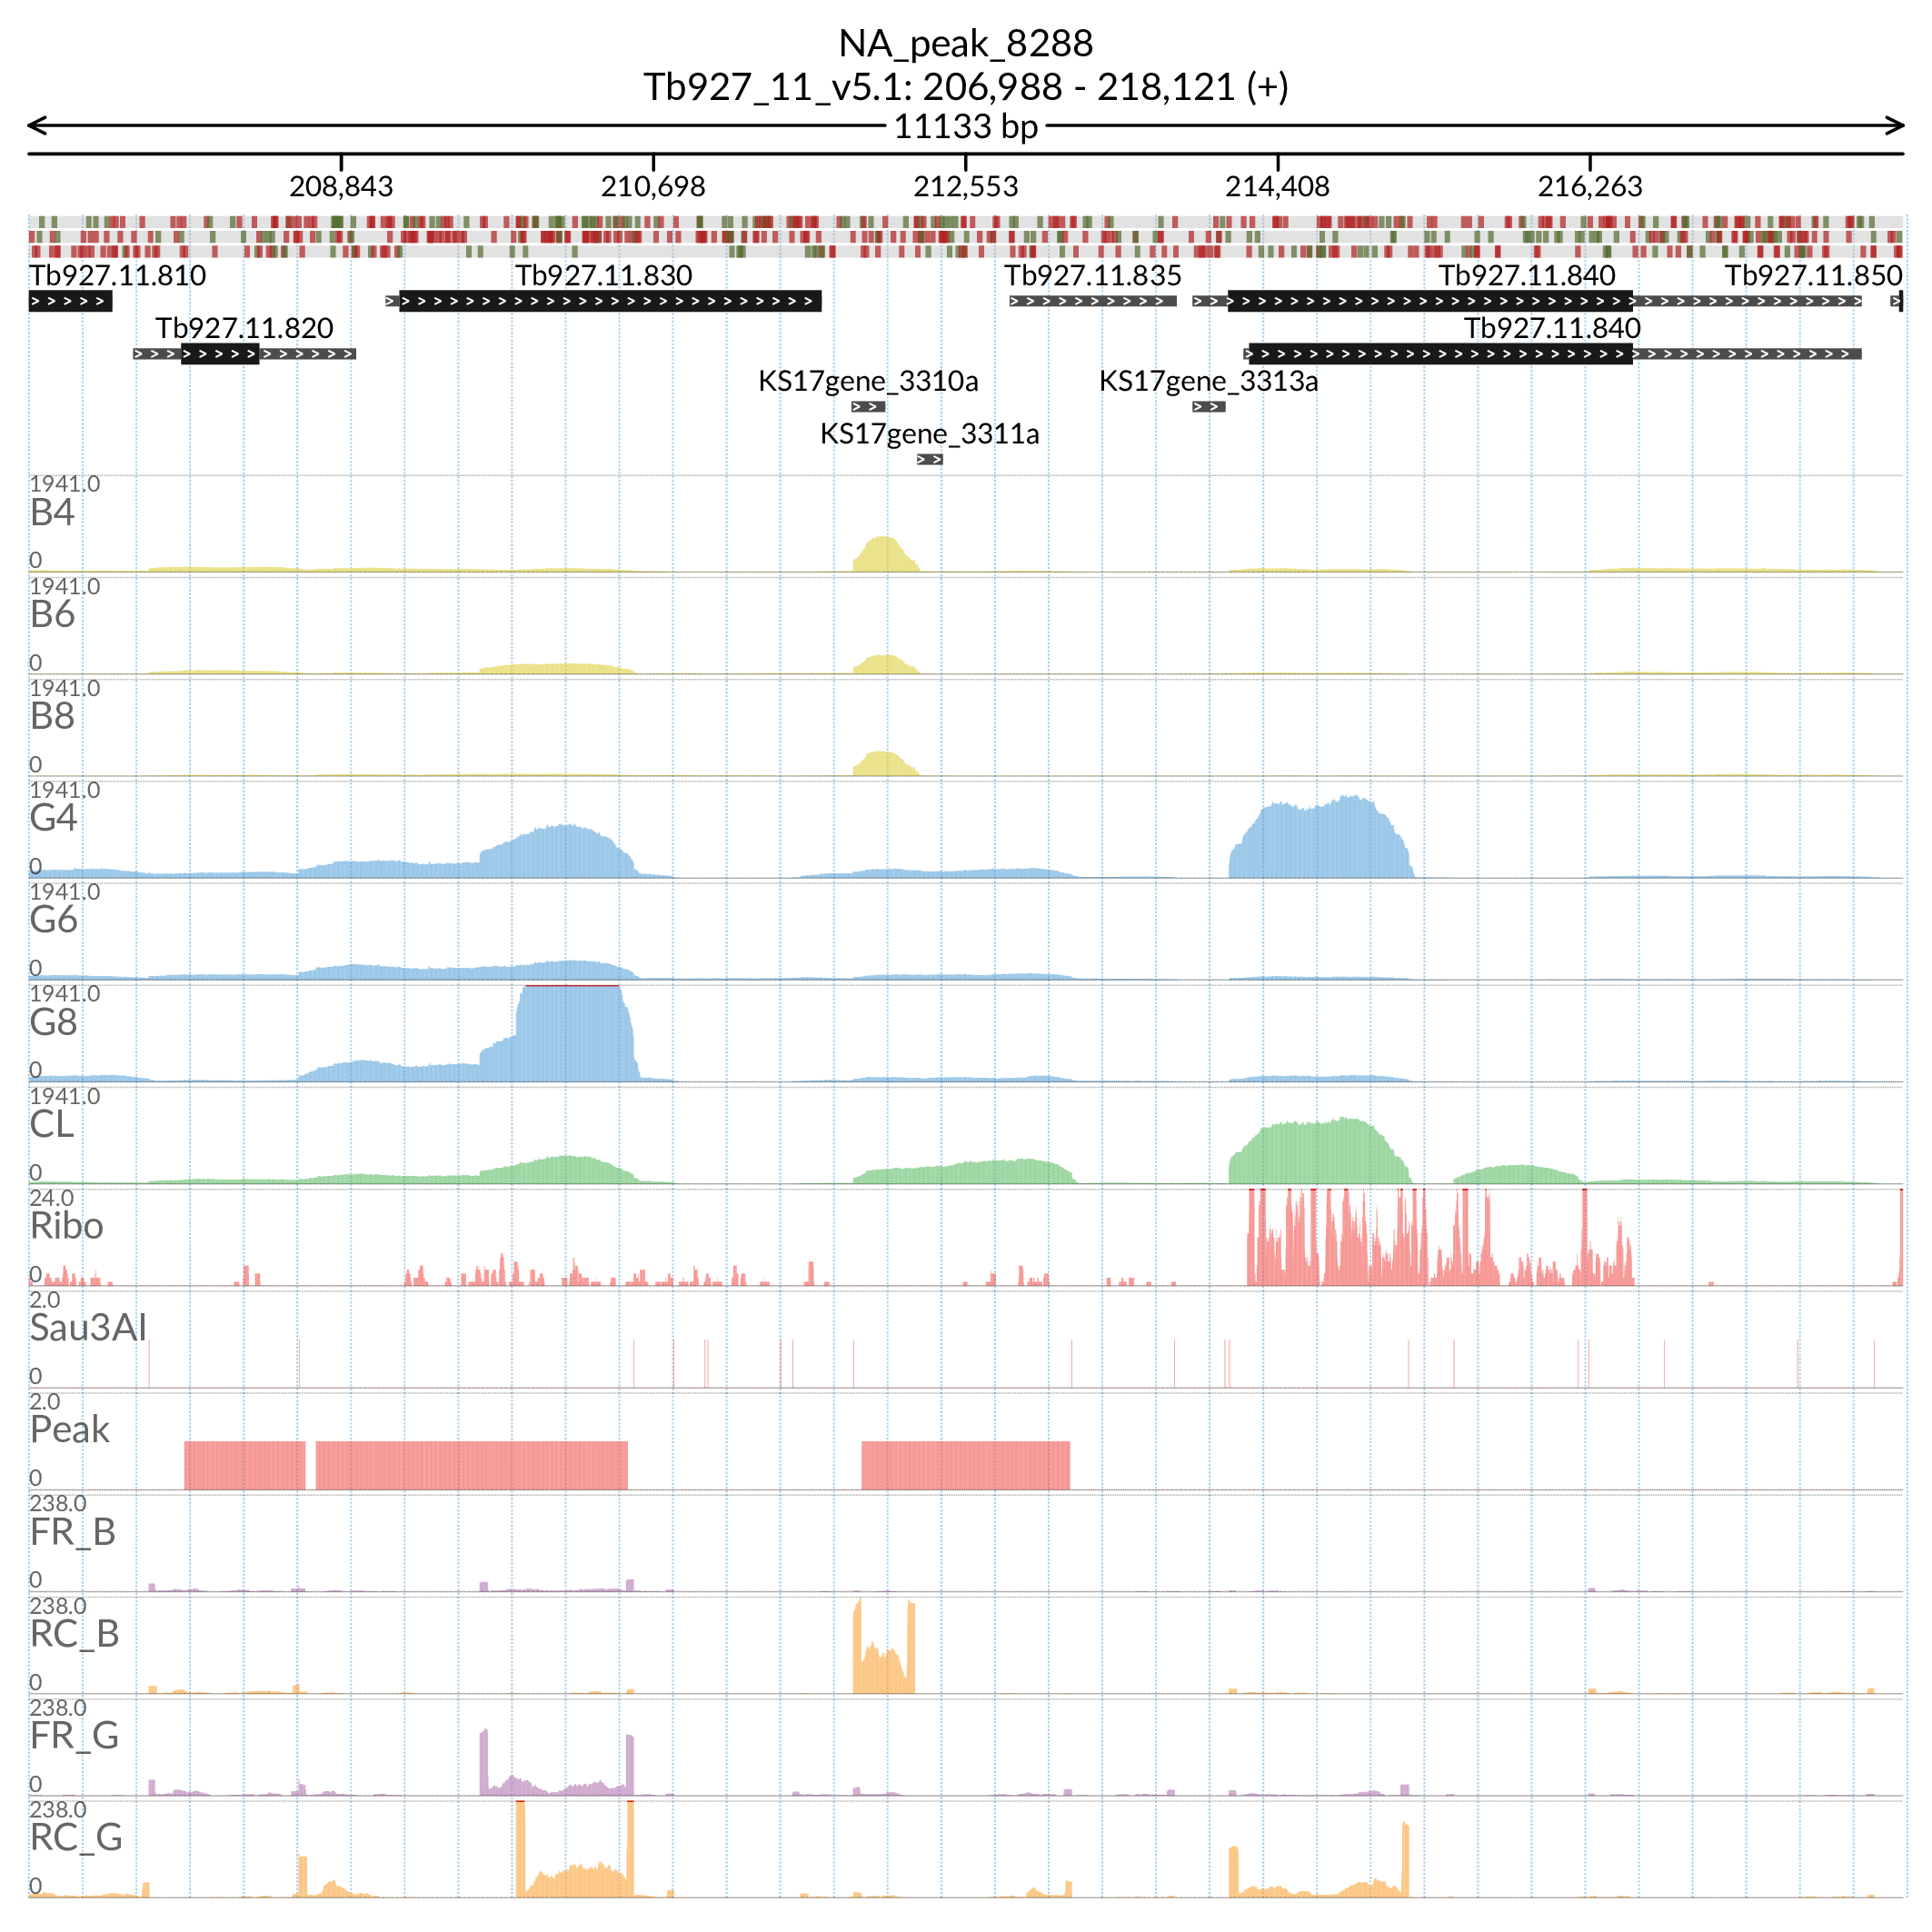 NA_peak_8288
Tb927_11_v5.1: 206,988 - 218,121 (+)
11133 bp
208,843 210,698 212,553 214,408 216,263
Tb927.11.810 Tb927.11.830 Tb927.11.835 Tb927.11.840 Tb927.11.850
Tb927.11.820 Tb927.11.840
KS17gene_3310a KS17gene_3313a
KS17gene_3311a
1941.0
B4
0
1941.0
B6
0
1941.0
B8
0
1941.0
G4
0
1941.0
G6
0
1941.0
G8
0
1941.0
CL
0
24.0
Ribo
0
2.0
Sau3AI
0
2.0
Peak
0
238.0
FR_B
0
238.0
RC_B
0
238.0
FR_G
0
238.0
RC_G
0